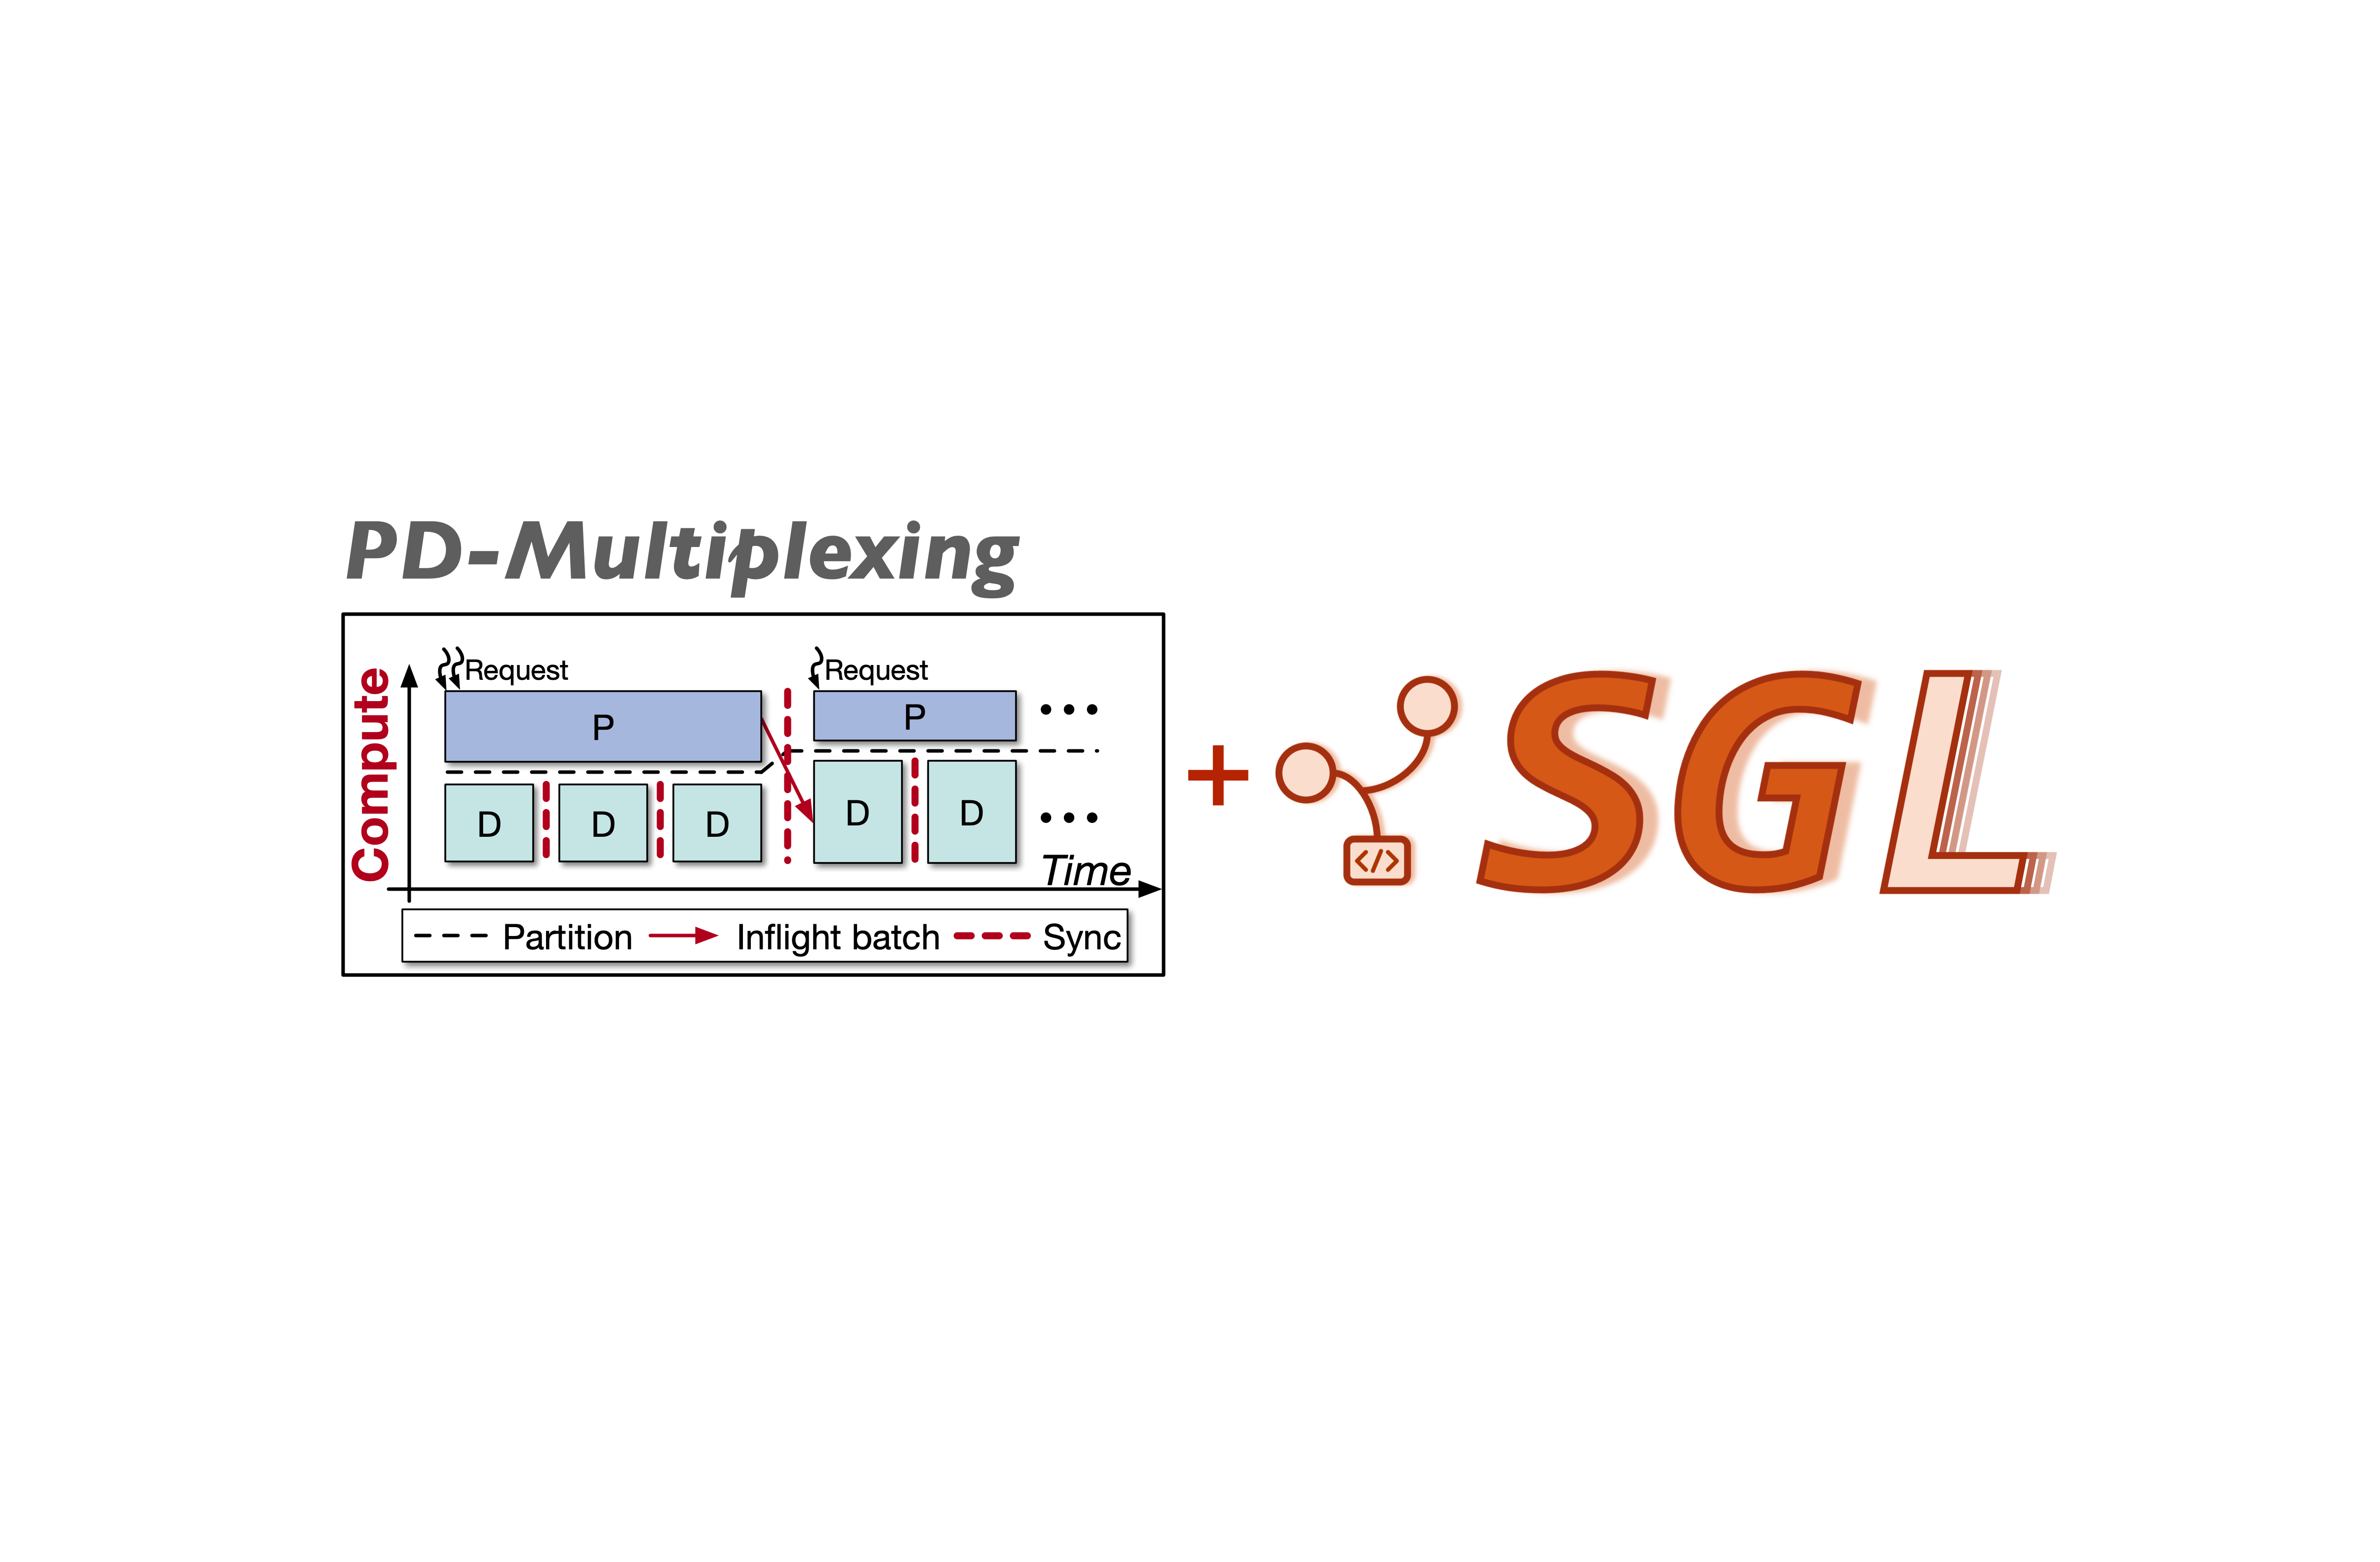 PD-Multiplexing
Compute
Request
Request
P
P
D
D
D
D
D
Time
Partition
Inflight batch
Sync
+
</>
SGL